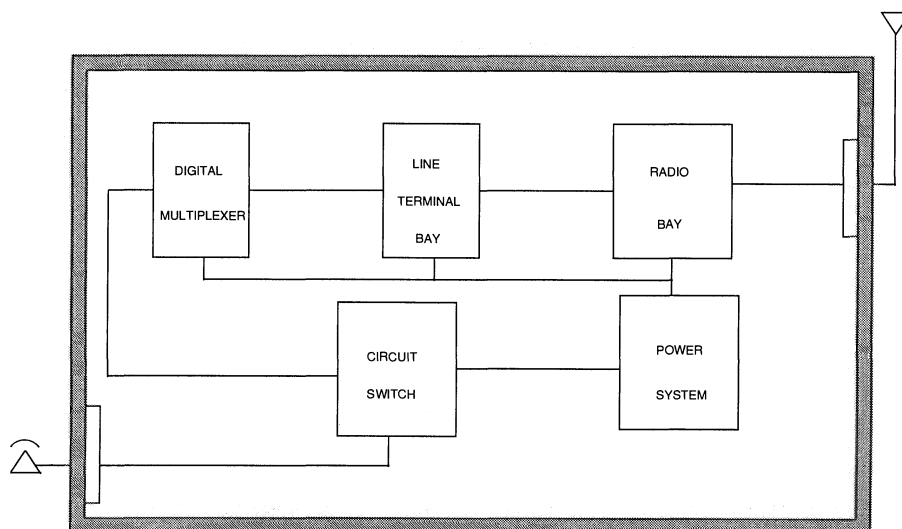 DIGITAL
MULTIPLEXER
LINE
TERMINAL
BAY
RADIO
BAY
CIRCUIT
SWITCH
POWER
SYSTEM